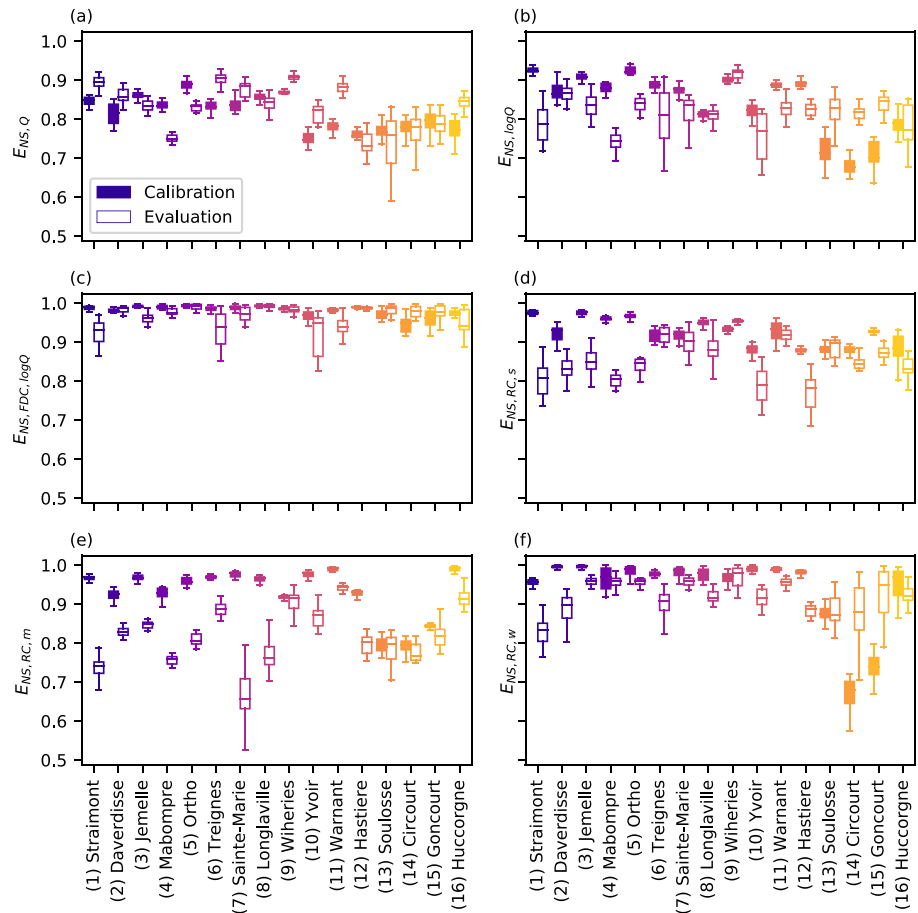 (a)
(b)
1.0
0.9
0.8
0.7
0.6
0.5
E_NS,Q
E_NS,logQ
Calibration
Evaluation
(c)
(d)
1.0
0.9
0.8
0.7
0.6
0.5
E_NS,FDC,logQ
E_NS,RC,s
(e)
(f)
1.0
0.9
0.8
0.7
0.6
0.5
E_NS,RC,m
E_NS,RC,w
(1) Straimont
(2) Daverdisse
(3) Jemelle
(4) Mabompre
(5) Ortho
(6) Treignes
(7) Sainte-Marie
(8) Longlaville
(9) Wiheries
(10) Yvoir
(11) Warnant
(12) Hastiere
(13) Soulosse
(14) Circourt
(15) Goncourt
(16) Huccorgne
(1) Straimont
(2) Daverdisse
(3) Jemelle
(4) Mabompre
(5) Ortho
(6) Treignes
(7) Sainte-Marie
(8) Longlaville
(9) Wiheries
(10) Yvoir
(11) Warnant
(12) Hastiere
(13) Soulosse
(14) Circourt
(15) Goncourt
(16) Huccorgne